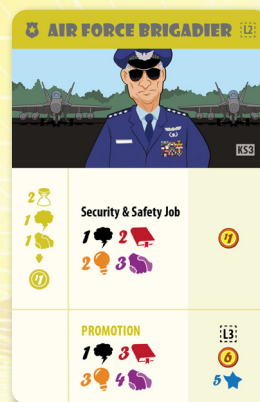 AIR FORCE BRIGADIER L2
KS3
2
1
1
$1
Security & Safety Job
1 2
2 3
$1
PROMOTION
1 3
3 4
L3
6
5